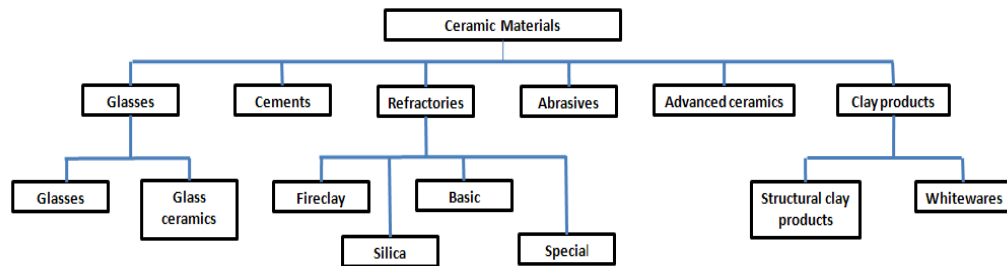 Ceramic Materials
Glasses
Cements
Refractories
Abrasives
Advanced ceramics
Clay products
Glasses
Glass
ceramics
Fireclay
Basic
Structural clay
products
Whitewares
Silica
Special